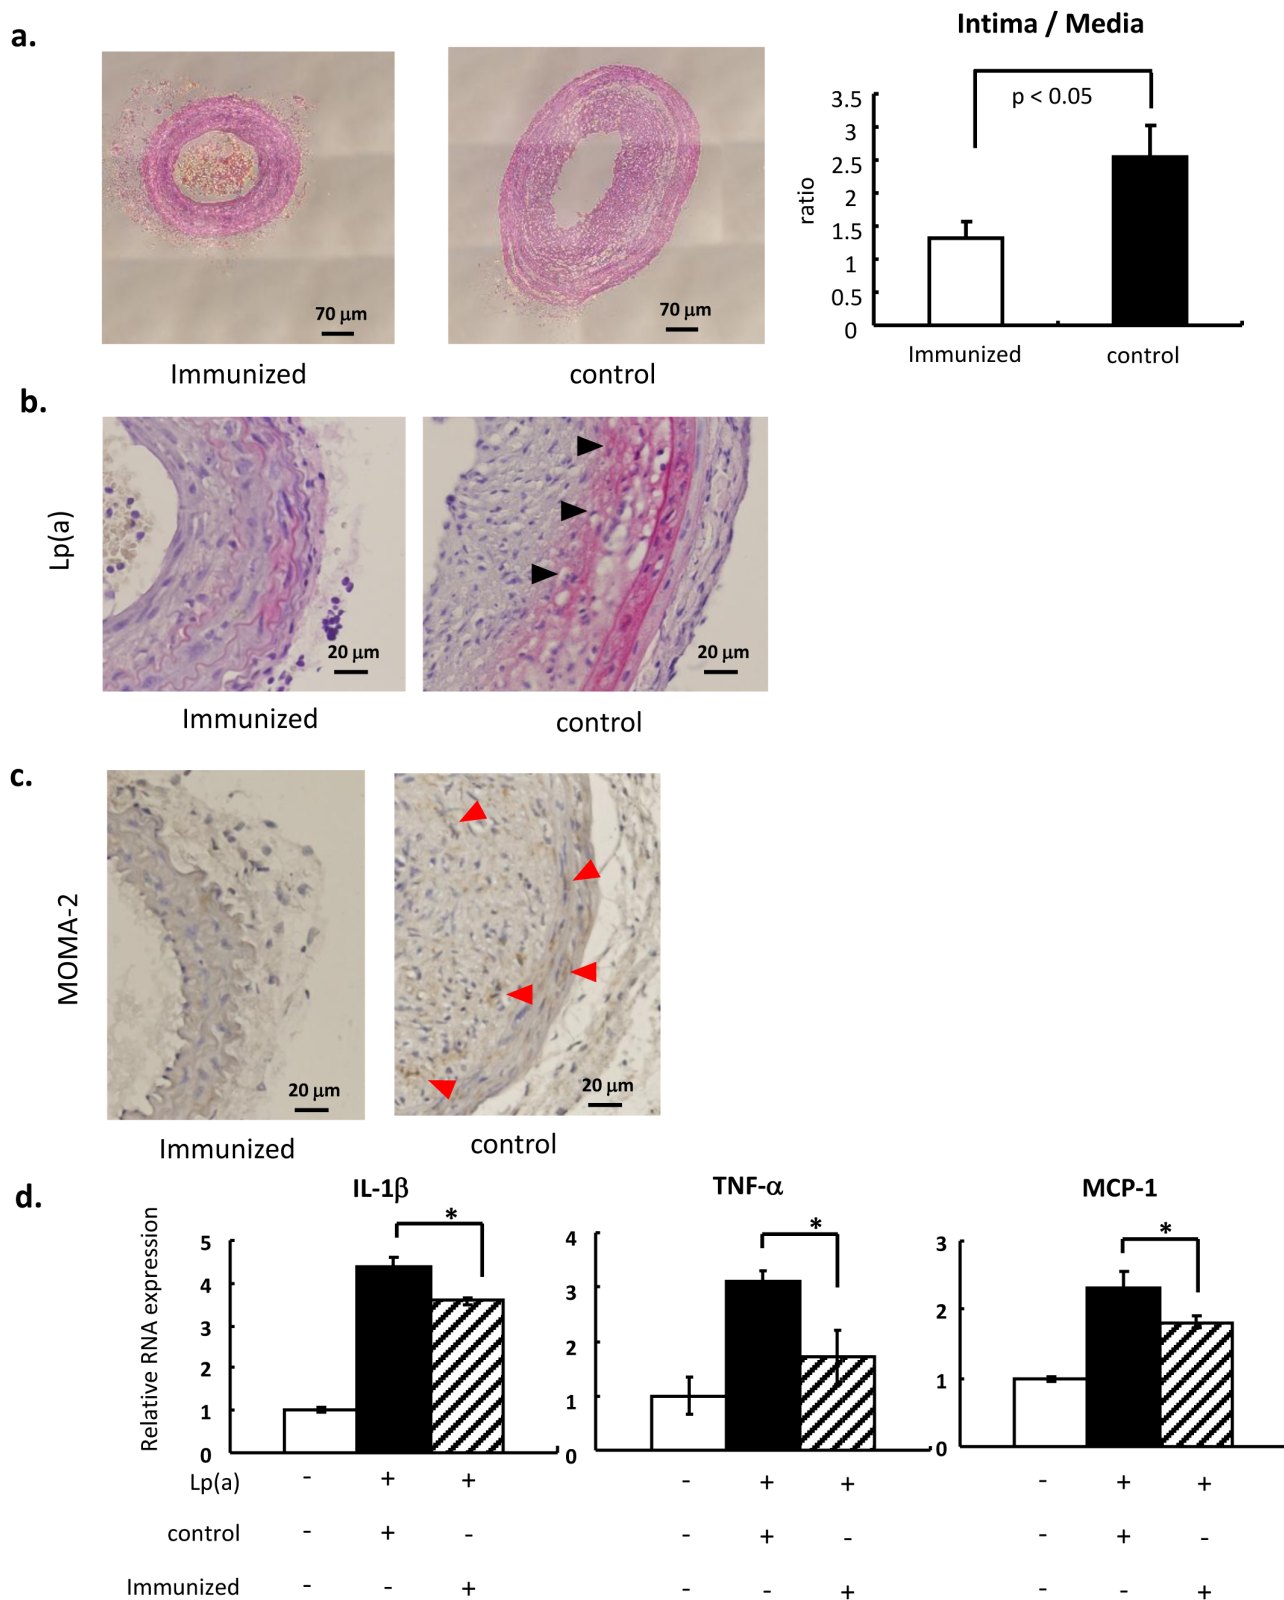 a.
Intima / Media
p < 0.05
3.5
3
2.5
2
1.5
1
0.5
0
ratio
70 μm
70 μm
Immunized
control
Immunized
control
b.
Lp(a)
20 μm
20 μm
Immunized
control
c.
MOMA-2
20 μm
20 μm
Immunized
control
d.
IL-1β
TNF-α
MCP-1
Relative RNA expression
*
*
*
5
4
3
2
1
0
4
3
2
1
0
3
2
1
0
Lp(a) - + + - + + - + +
control - + - - + - - + -
Immunized - - + - - + - - +